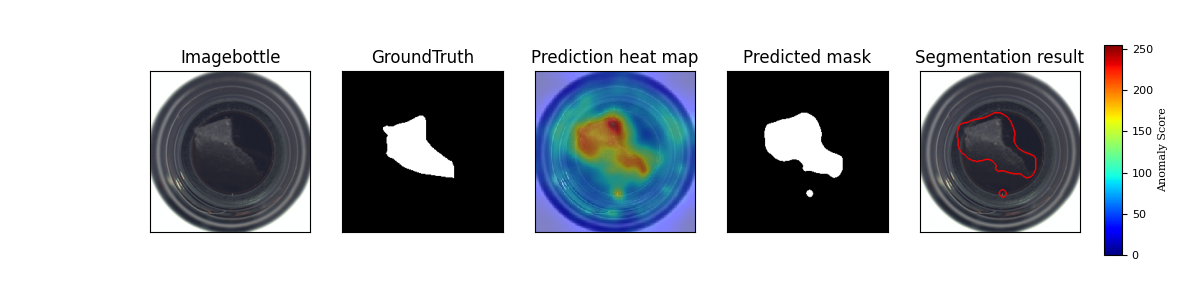 Imagebottle
GroundTruth
Prediction heat map
Predicted mask
Segmentation result
250
200
150
100
50
0
Anomaly Score